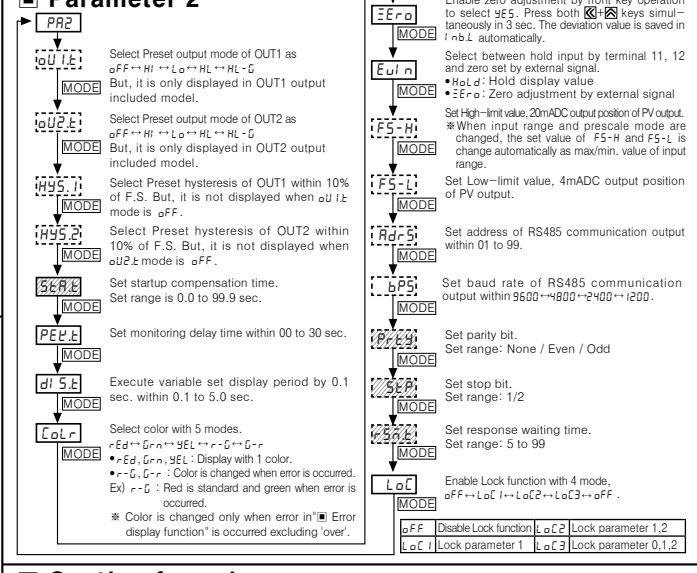 Parameter 2
PA2
oU1.t
Select Preset output mode of OUT1 as
oFF↔HI ↔Lo↔HL↔HL-G
MODE But, it is only displayed in OUT1 output
included model.
oU2.t
Select Preset output mode of OUT2 as
oFF↔HI ↔Lo↔HL↔HL-G
MODE But, it is only displayed in OUT2 output
included model.
HYS.1
Select Preset hysteresis of OUT1 within 10%
MODE of F.S. But, it is not displayed when oU1.t
mode is oFF.
HYS.2
Select Preset hysteresis of OUT2 within
MODE 10% of F.S. But, it is not displayed when
oU2.t mode is oFF.
StA.t
Set startup compensation time.
MODE Set range is 0.0 to 99.9 sec.
PEK.t
Set monitoring delay time within 00 to 30 sec.
MODE
dIS.t
Execute variable set display period by 0.1
MODE sec. within 0.1 to 5.0 sec.
CoLr
Select color with 5 modes.
MODE rEd↔Grn↔YEL↔r-G↔G-r
●rEd, Grn, YEL : Display with 1 color.
●r-G, G-r : Color is changed when error is occurred.
Ex) r-G : Red is standard and green when error is
occurred.
※ Color is changed only when error in"▣ Error
display function" is occurred excluding 'over'.
Enable zero adjustment by front key operation
ZEro
to select YES. Press both «+^ keys simul-
MODE taneously in 3 sec. The deviation value is saved in
Inb.L automatically.
EvIn
Select between hold input by terminal 11, 12
and zero set by external signal.
MODE ●HoLd: Hold display value
●ZEro: Zero adjustment by external signal
FS-H
Set High-limit value, 20mADC output position of PV output.
※When input range and prescale mode are
MODE changed, the set value of FS-H and FS-L is
change automatically as max/min. value of input
range.
FS-L
Set Low-limit value, 4mADC output position
MODE of PV output.
AdrS
Set address of RS485 communication output
MODE within 01 to 99.
bPS
Set baud rate of RS485 communication
MODE output within 9600↔4800↔2400↔1200.
PrtY
Set parity bit.
MODE Set range: None / Even / Odd
StP
Set stop bit.
MODE Set range: 1/2
rSW.t
Set response waiting time.
MODE Set range: 5 to 99
LoC
Enable Lock function with 4 mode,
MODE oFF↔LoC1↔LoC2↔LoC3↔oFF.
oFF Disable Lock function LoC2 Lock parameter 1,2
LoC1 Lock parameter 1 LoC3 Lock parameter 0,1,2